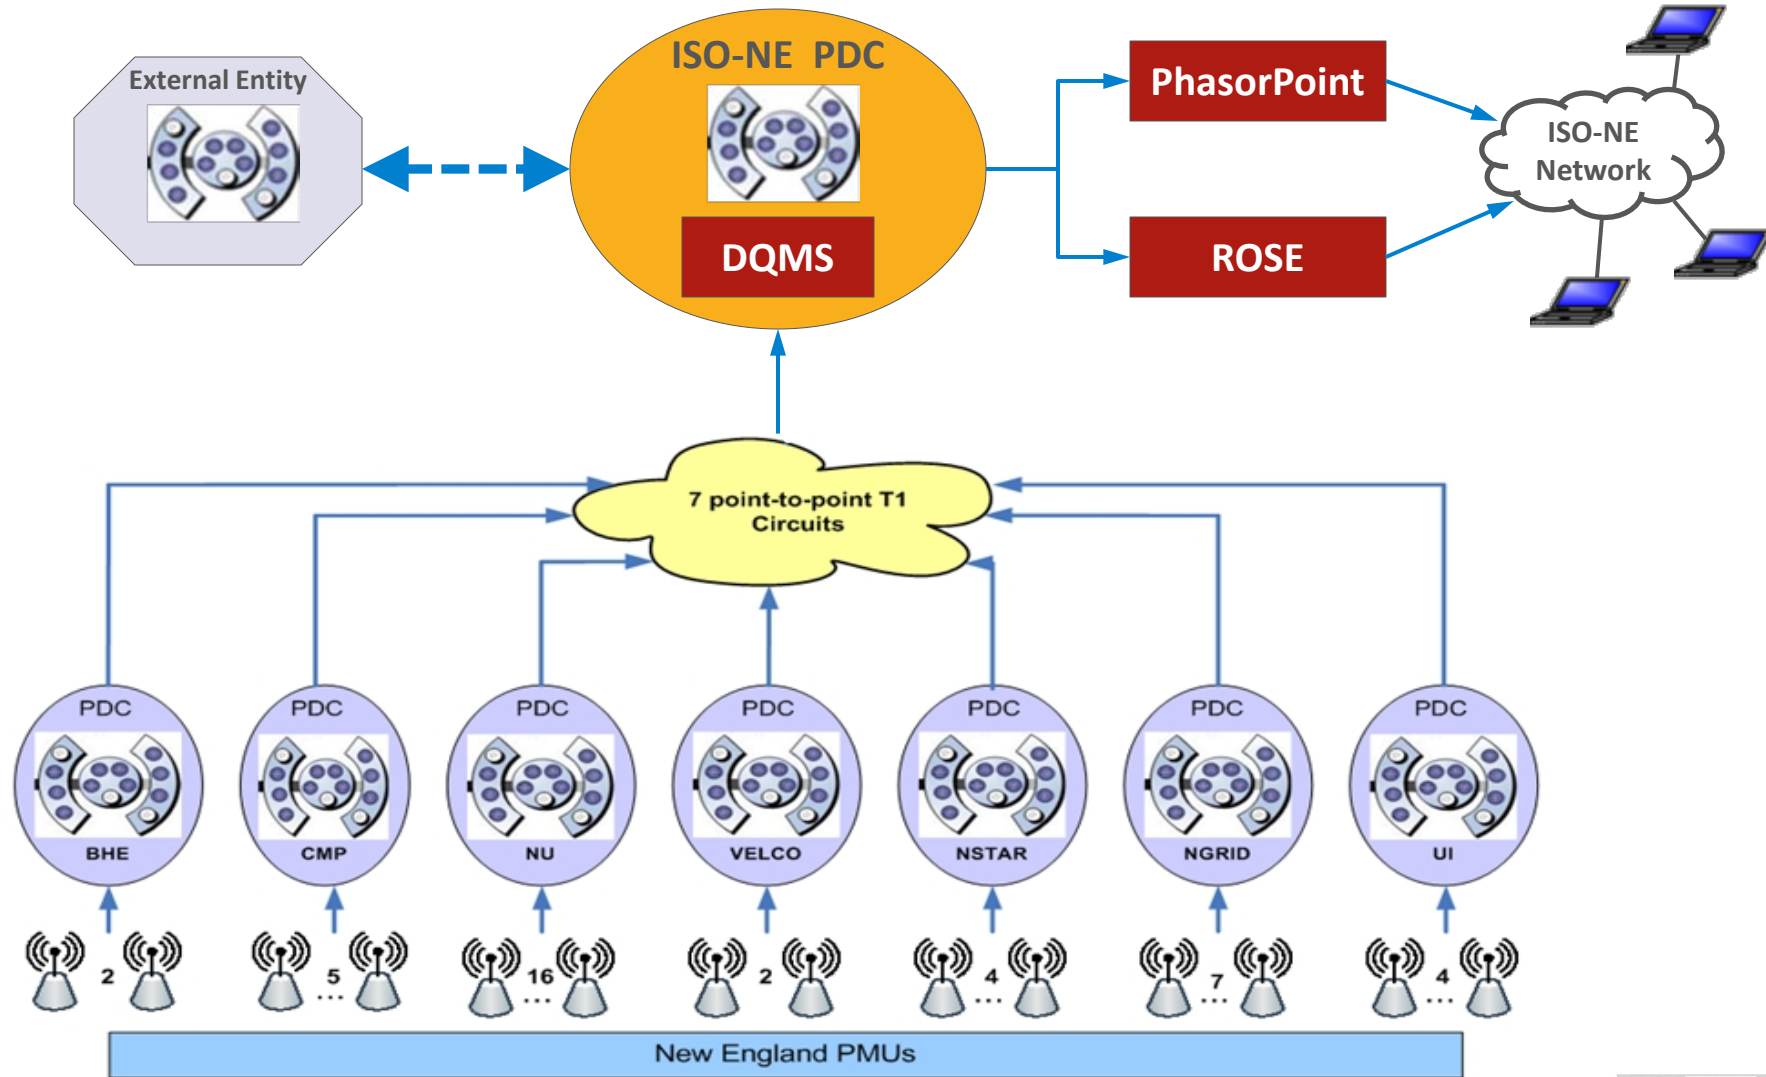 External Entity
ISO-NE PDC
DQMS
PhasorPoint
ROSE
ISO-NE
Network
7 point-to-point T1
Circuits
PDC
BHE
PDC
CMP
PDC
NU
PDC
VELCO
PDC
NSTAR
PDC
NGRID
PDC
UI
2
5
...
16
...
2
4
...
7
...
4
...
New England PMUs